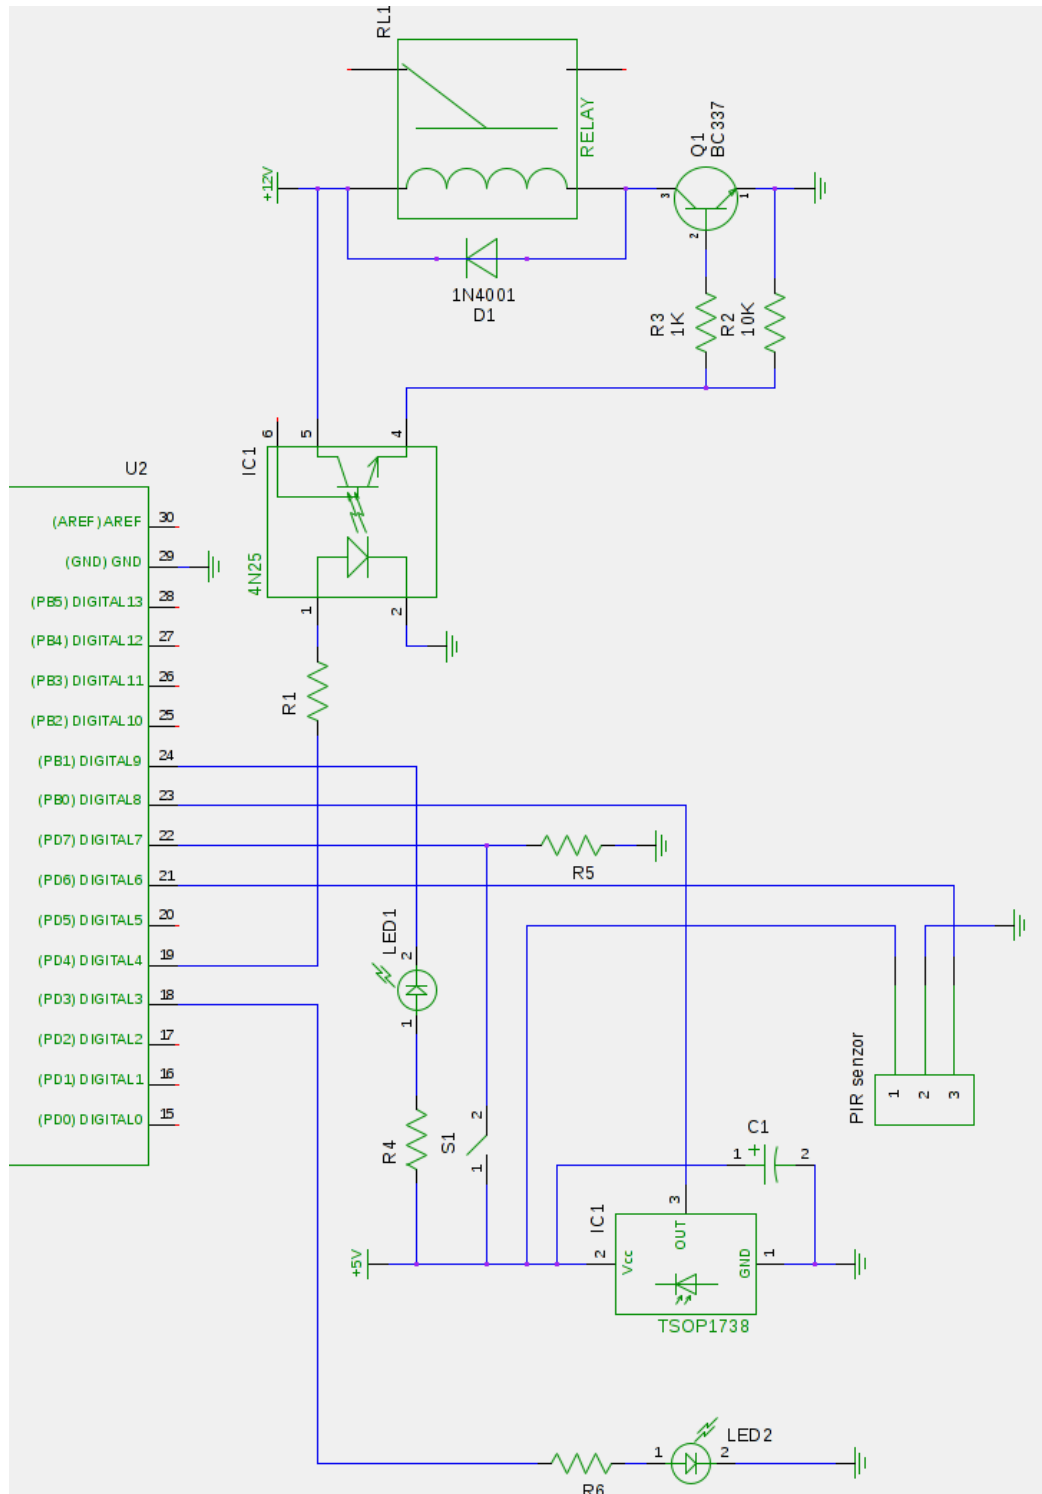 RL1
RELAY
+12V
Q1
BC337
3
1
2
1N4001
D1
R3
1K
R2
10K
6
5
4
IC1
4N25
1
2
U2
(AREF) AREF 30
(GND) GND 29
(PB5) DIGITAL13 28
(PB4) DIGITAL12 27
(PB3) DIGITAL11 26
(PB2) DIGITAL10 25
(PB1) DIGITAL9 24
(PB0) DIGITAL8 23
(PD7) DIGITAL7 22
(PD6) DIGITAL6 21
(PD5) DIGITAL5 20
(PD4) DIGITAL4 19
(PD3) DIGITAL3 18
(PD2) DIGITAL2 17
(PD1) DIGITAL1 16
(PD0) DIGITAL0 15
R1
R5
LED1
2
1
R4
S1
2
1
PIR senzor
1
2
3
C1
1 + 2
+5V
IC1
3
OUT
2
Vcc
GND
1
TSOP1738
LED2
1
2
R6